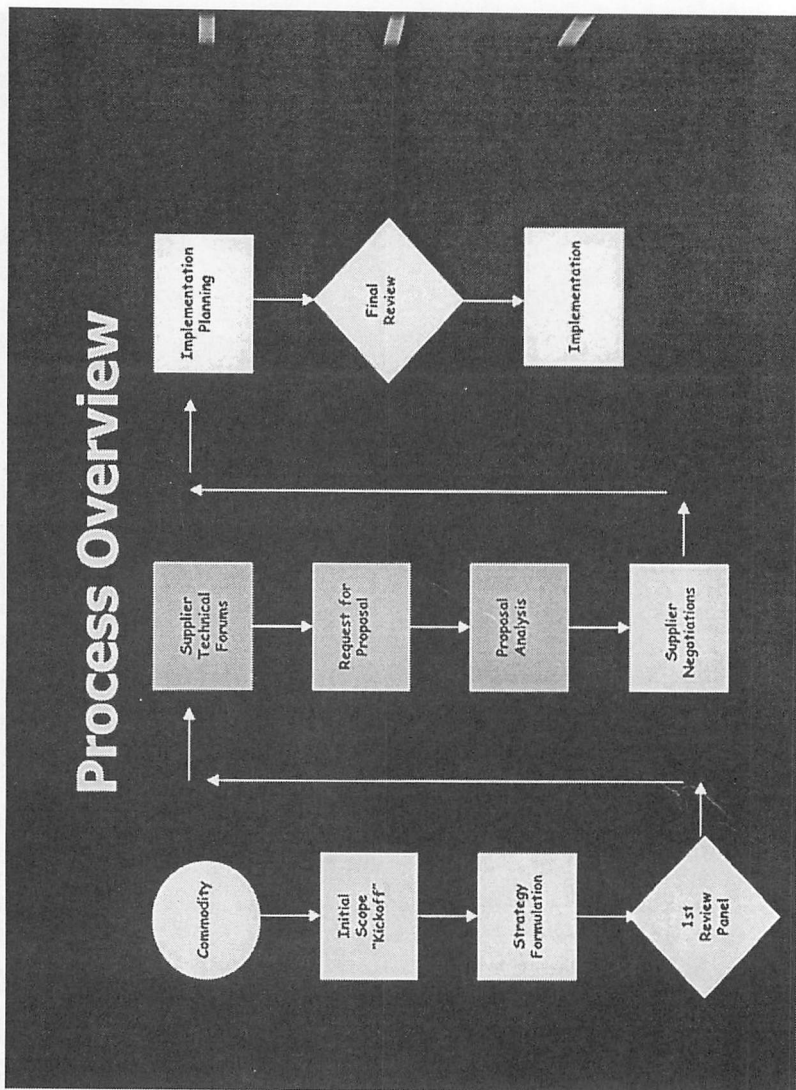 Process Overview
Commodity
Initial
Scope
"Kickoff"
Strategy
Formulation
1st
Review
Panel
Supplier
Technical
Forums
Request for
Proposal
Proposal
Analysis
Supplier
Negotiations
Implementation
Planning
Final
Review
Implementation